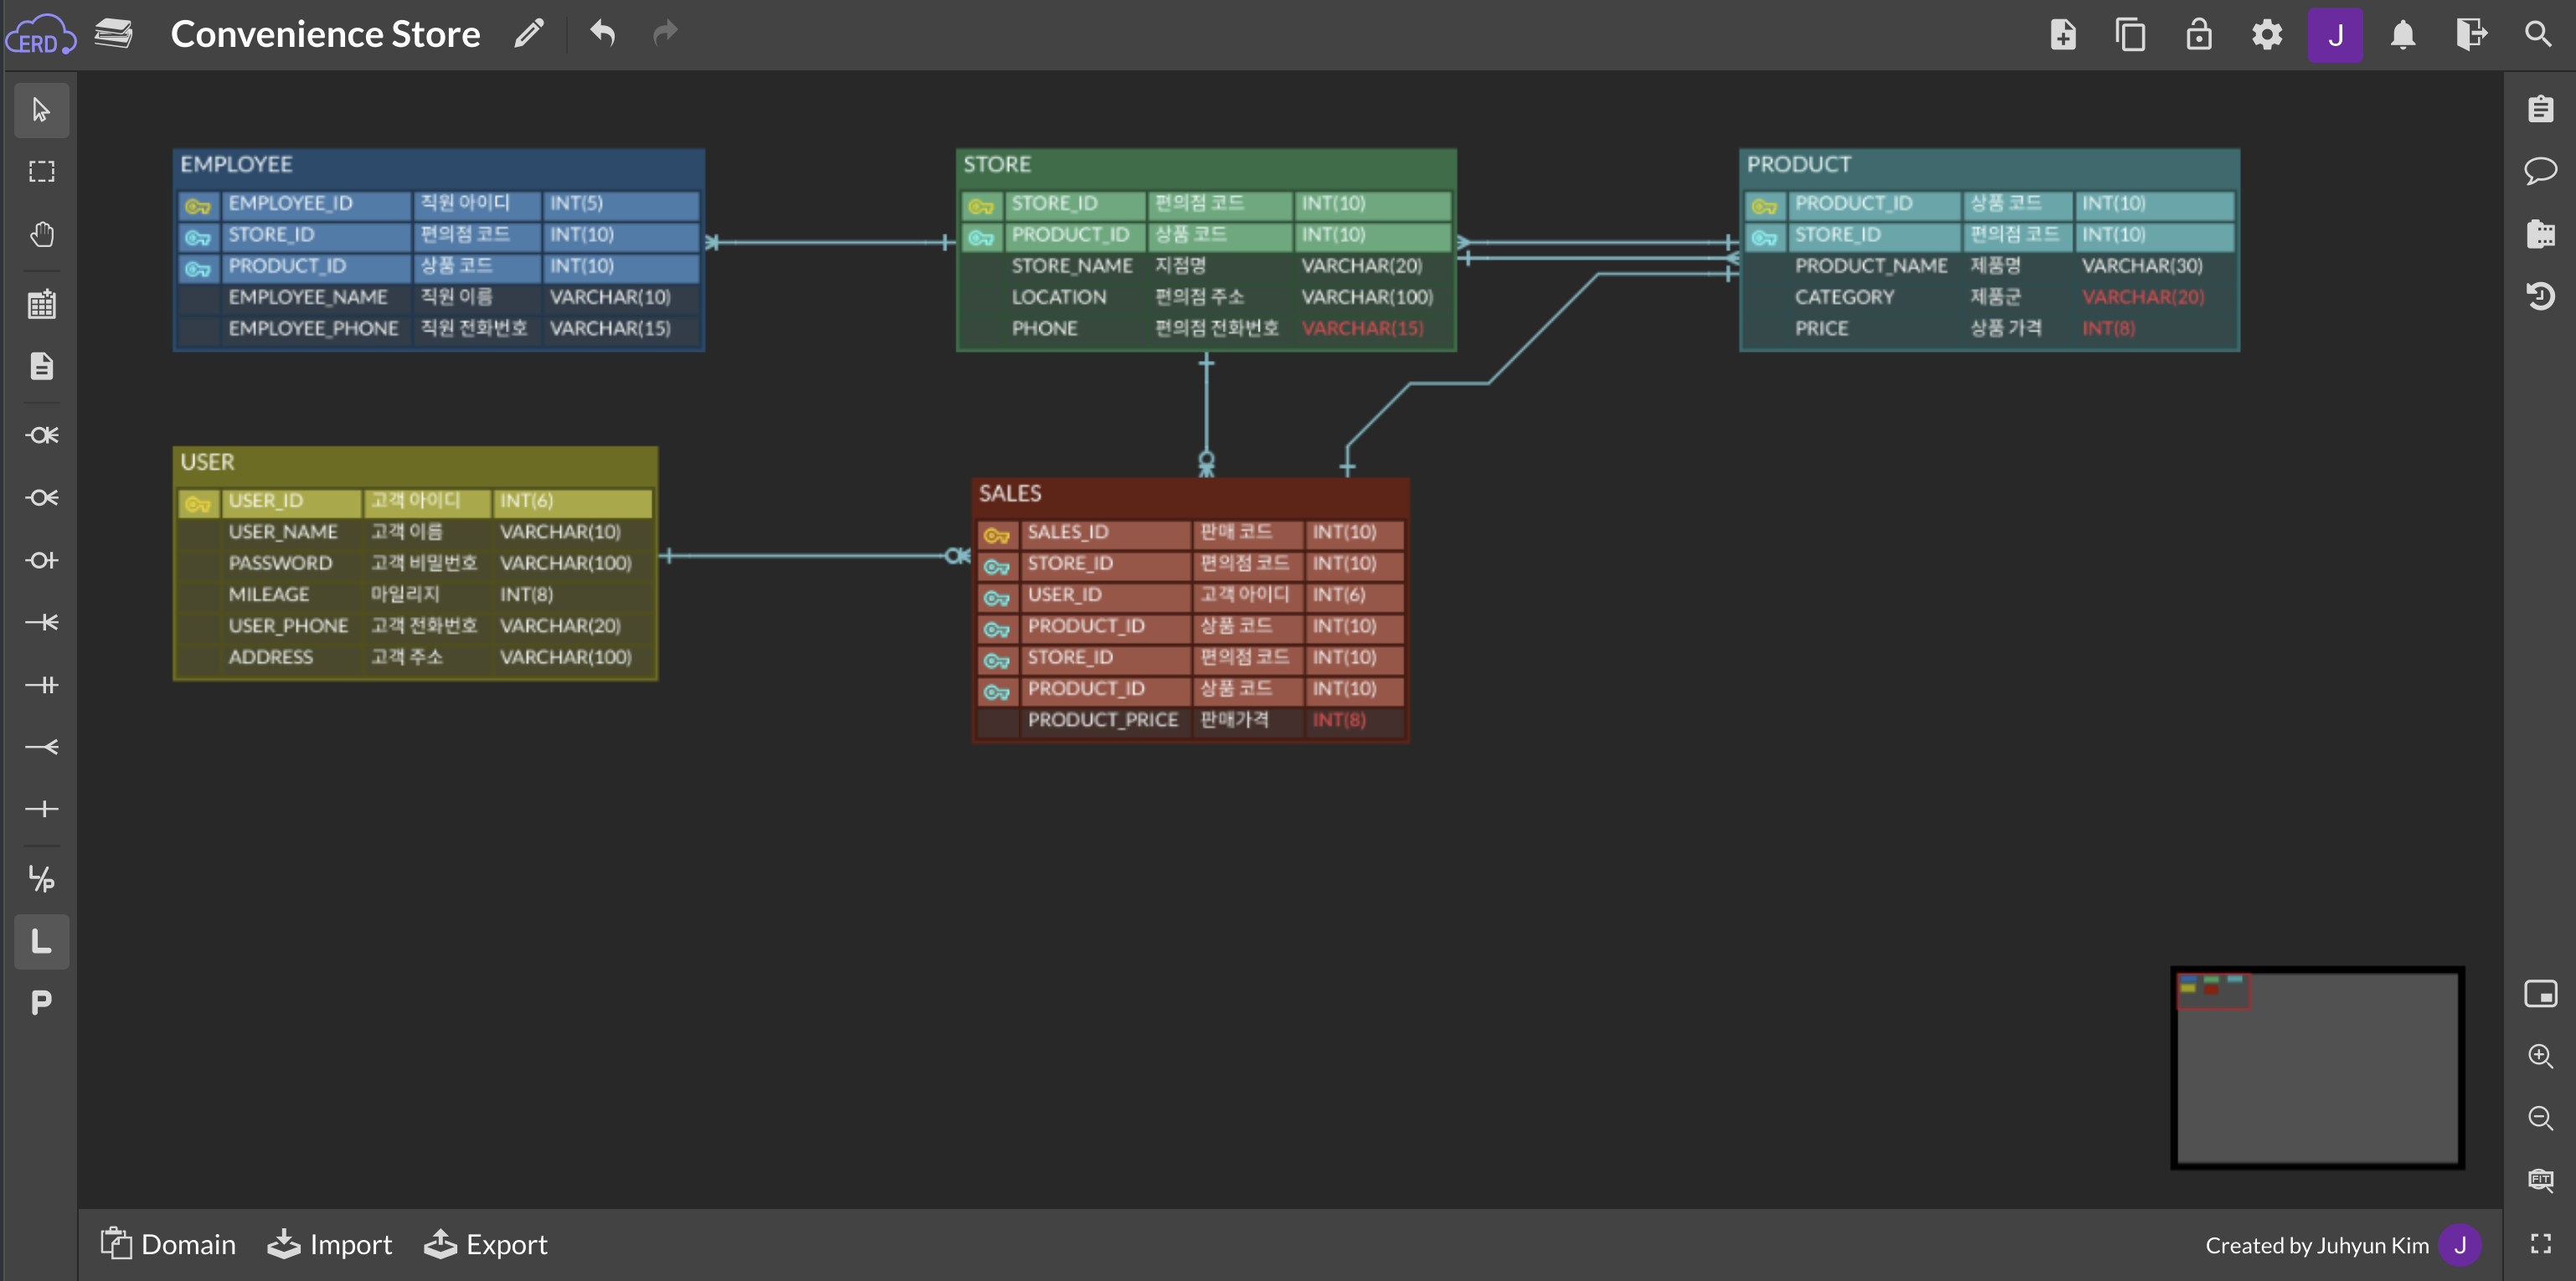 ERD
Convenience Store
J
EMPLOYEE
EMPLOYEE_ID 직원 아이디 INT(5)
STORE_ID 편의점 코드 INT(10)
PRODUCT_ID 상품 코드 INT(10)
EMPLOYEE_NAME 직원 이름 VARCHAR(10)
EMPLOYEE_PHONE 직원 전화번호 VARCHAR(15)
STORE
STORE_ID 편의점 코드 INT(10)
PRODUCT_ID 상품 코드 INT(10)
STORE_NAME 지점명 VARCHAR(20)
LOCATION 편의점 주소 VARCHAR(100)
PHONE 편의점 전화번호 VARCHAR(15)
PRODUCT
PRODUCT_ID 상품 코드 INT(10)
STORE_ID 편의점 코드 INT(10)
PRODUCT_NAME 제품명 VARCHAR(30)
CATEGORY 제품군 VARCHAR(20)
PRICE 상품 가격 INT(8)
USER
USER_ID 고객 아이디 INT(6)
USER_NAME 고객 이름 VARCHAR(10)
PASSWORD 고객 비밀번호 VARCHAR(100)
MILEAGE 마일리지 INT(8)
USER_PHONE 고객 전화번호 VARCHAR(20)
ADDRESS 고객 주소 VARCHAR(100)
SALES
SALES_ID 판매 코드 INT(10)
STORE_ID 편의점 코드 INT(10)
USER_ID 고객 아이디 INT(6)
PRODUCT_ID 상품 코드 INT(10)
STORE_ID 편의점 코드 INT(10)
PRODUCT_ID 상품 코드 INT(10)
PRODUCT_PRICE 판매가격 INT(8)
L/P
L
P
FIT
Domain Import Export
Created by Juhyun Kim J